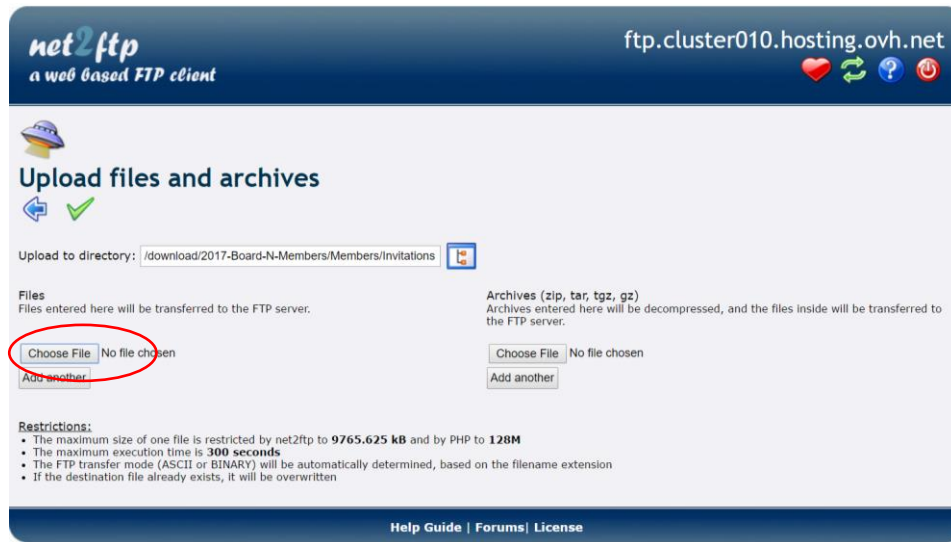 net2ftp
a web based FTP client
ftp.cluster010.hosting.ovh.net
Upload files and archives
Upload to directory: /download/2017-Board-N-Members/Members/Invitations
Files
Files entered here will be transferred to the FTP server.
Choose File No file chosen
Add another
Archives (zip, tar, tgz, gz)
Archives entered here will be decompressed, and the files inside will be transferred to
the FTP server.
Choose File No file chosen
Add another
Restrictions:
• The maximum size of one file is restricted by net2ftp to 9765.625 kB and by PHP to 128M
• The maximum execution time is 300 seconds
• The FTP transfer mode (ASCII or BINARY) will be automatically determined, based on the filename extension
• If the destination file already exists, it will be overwritten
Help Guide | Forums| License